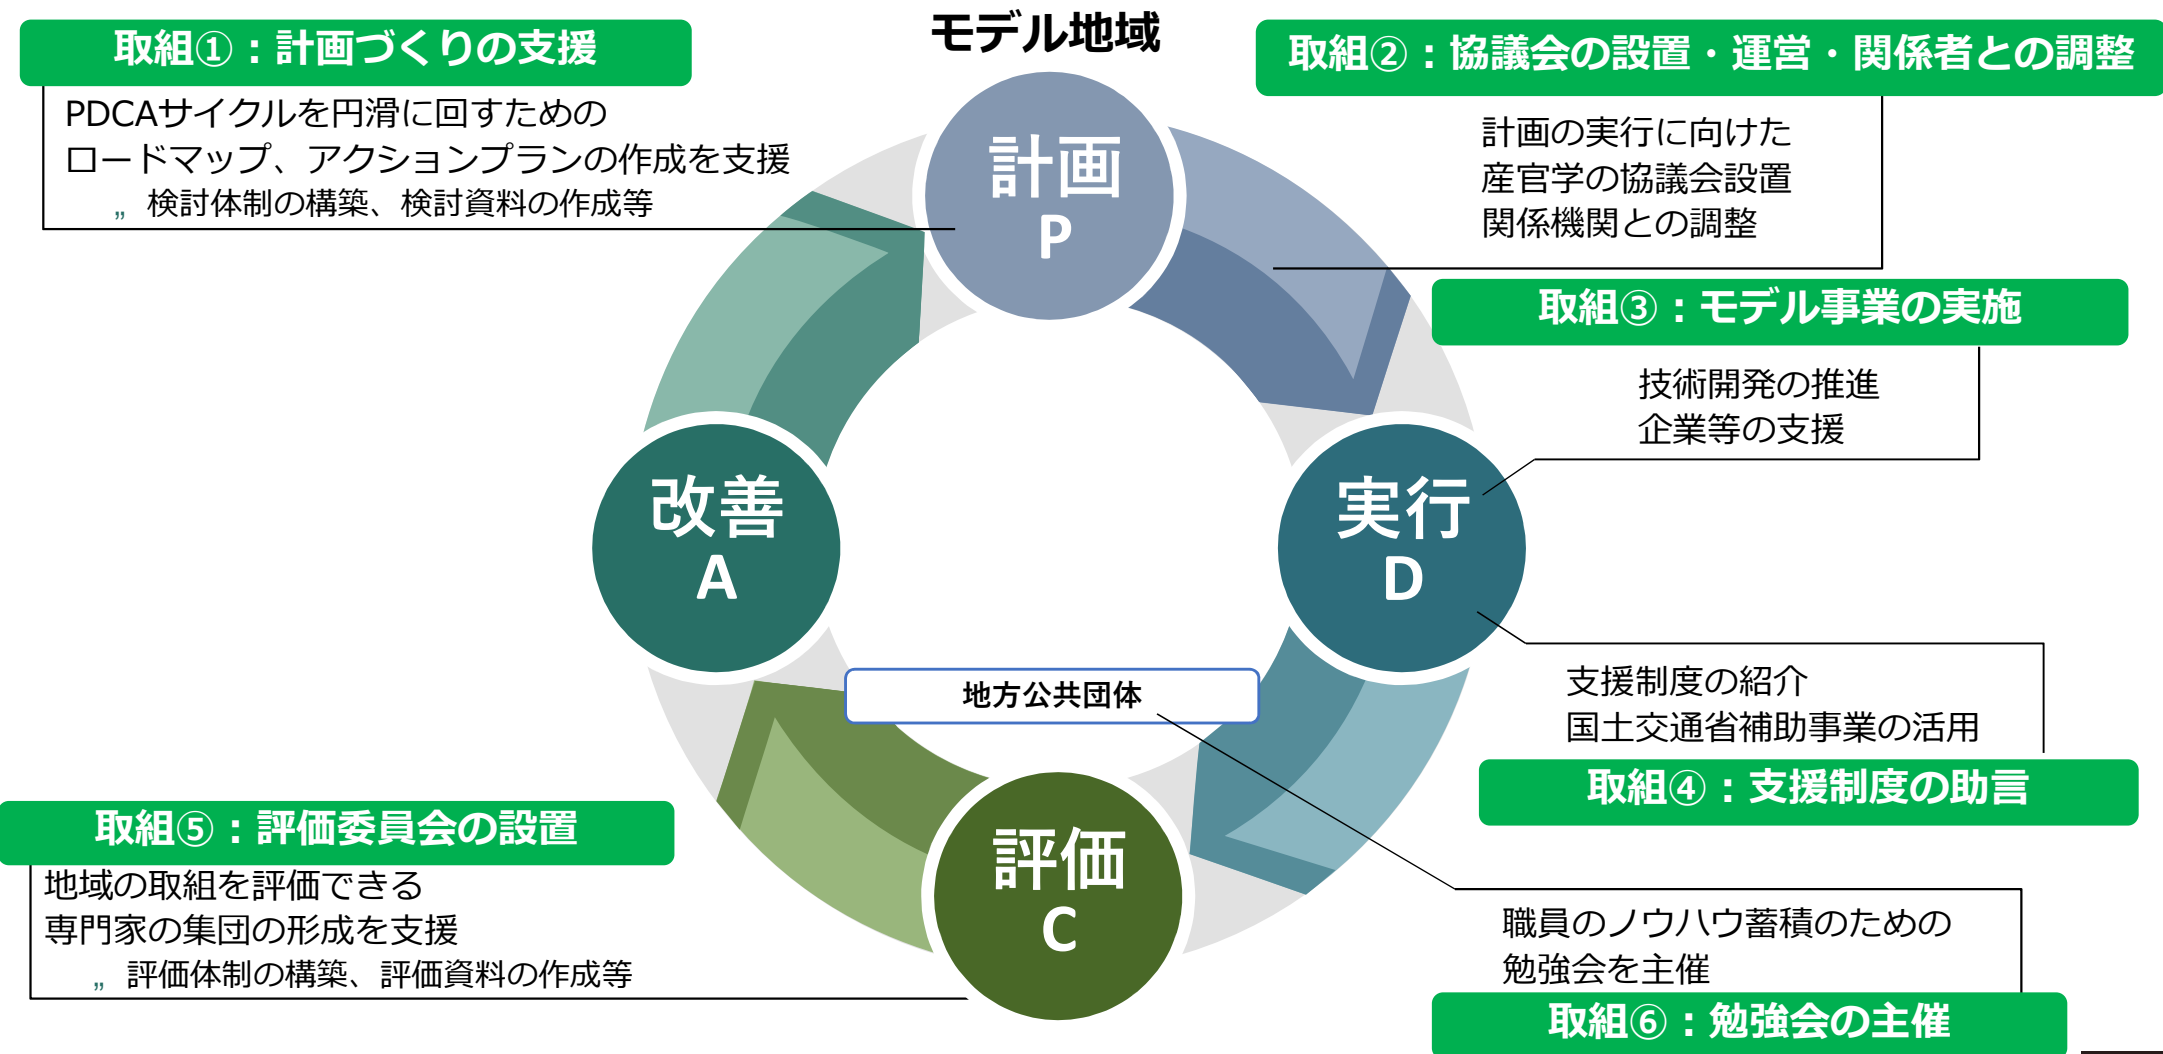 モデル地域
取組①：計画づくりの支援
PDCAサイクルを円滑に回すための
ロードマップ、アクションプランの作成を支援
„ 検討体制の構築、検討資料の作成等
取組②：協議会の設置・運営・関係者との調整
計画の実行に向けた
産官学の協議会設置
関係機関との調整
計画
P
取組③：モデル事業の実施
技術開発の推進
企業等の支援
改善
A
実行
D
地方公共団体
支援制度の紹介
国土交通省補助事業の活用
取組④：支援制度の助言
取組⑤：評価委員会の設置
地域の取組を評価できる
専門家の集団の形成を支援
„ 評価体制の構築、評価資料の作成等
評価
C
職員のノウハウ蓄積のための
勉強会を主催
取組⑥：勉強会の主催